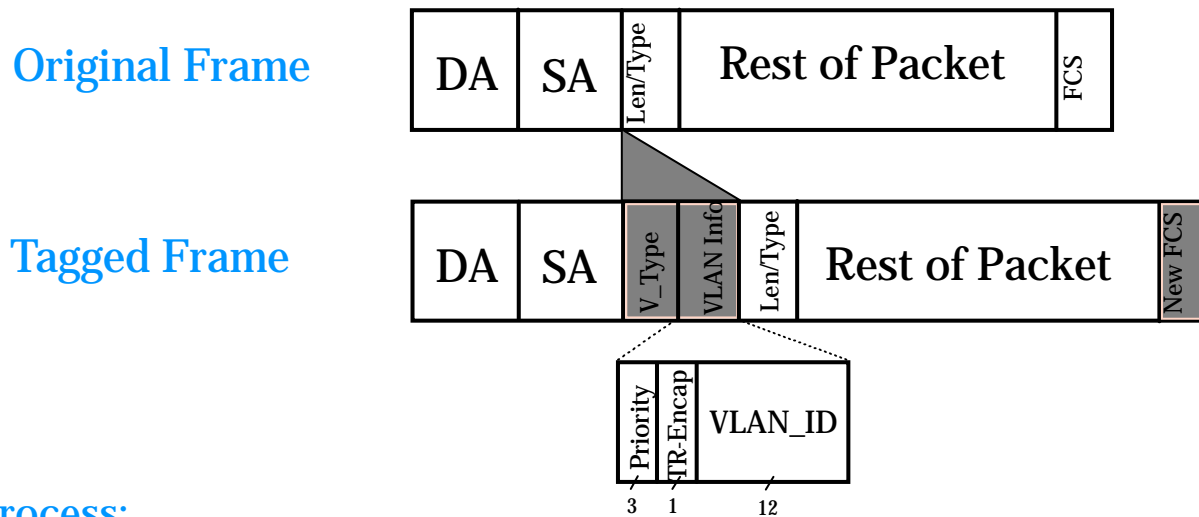 Original Frame
DA
SA
Len/Type
Rest of Packet
FCS
Tagged Frame
DA
SA
V_Type
VLAN Info
Len/Type
Rest of Packet
New FCS
Priority
TR-Encap
VLAN_ID
3
1
12